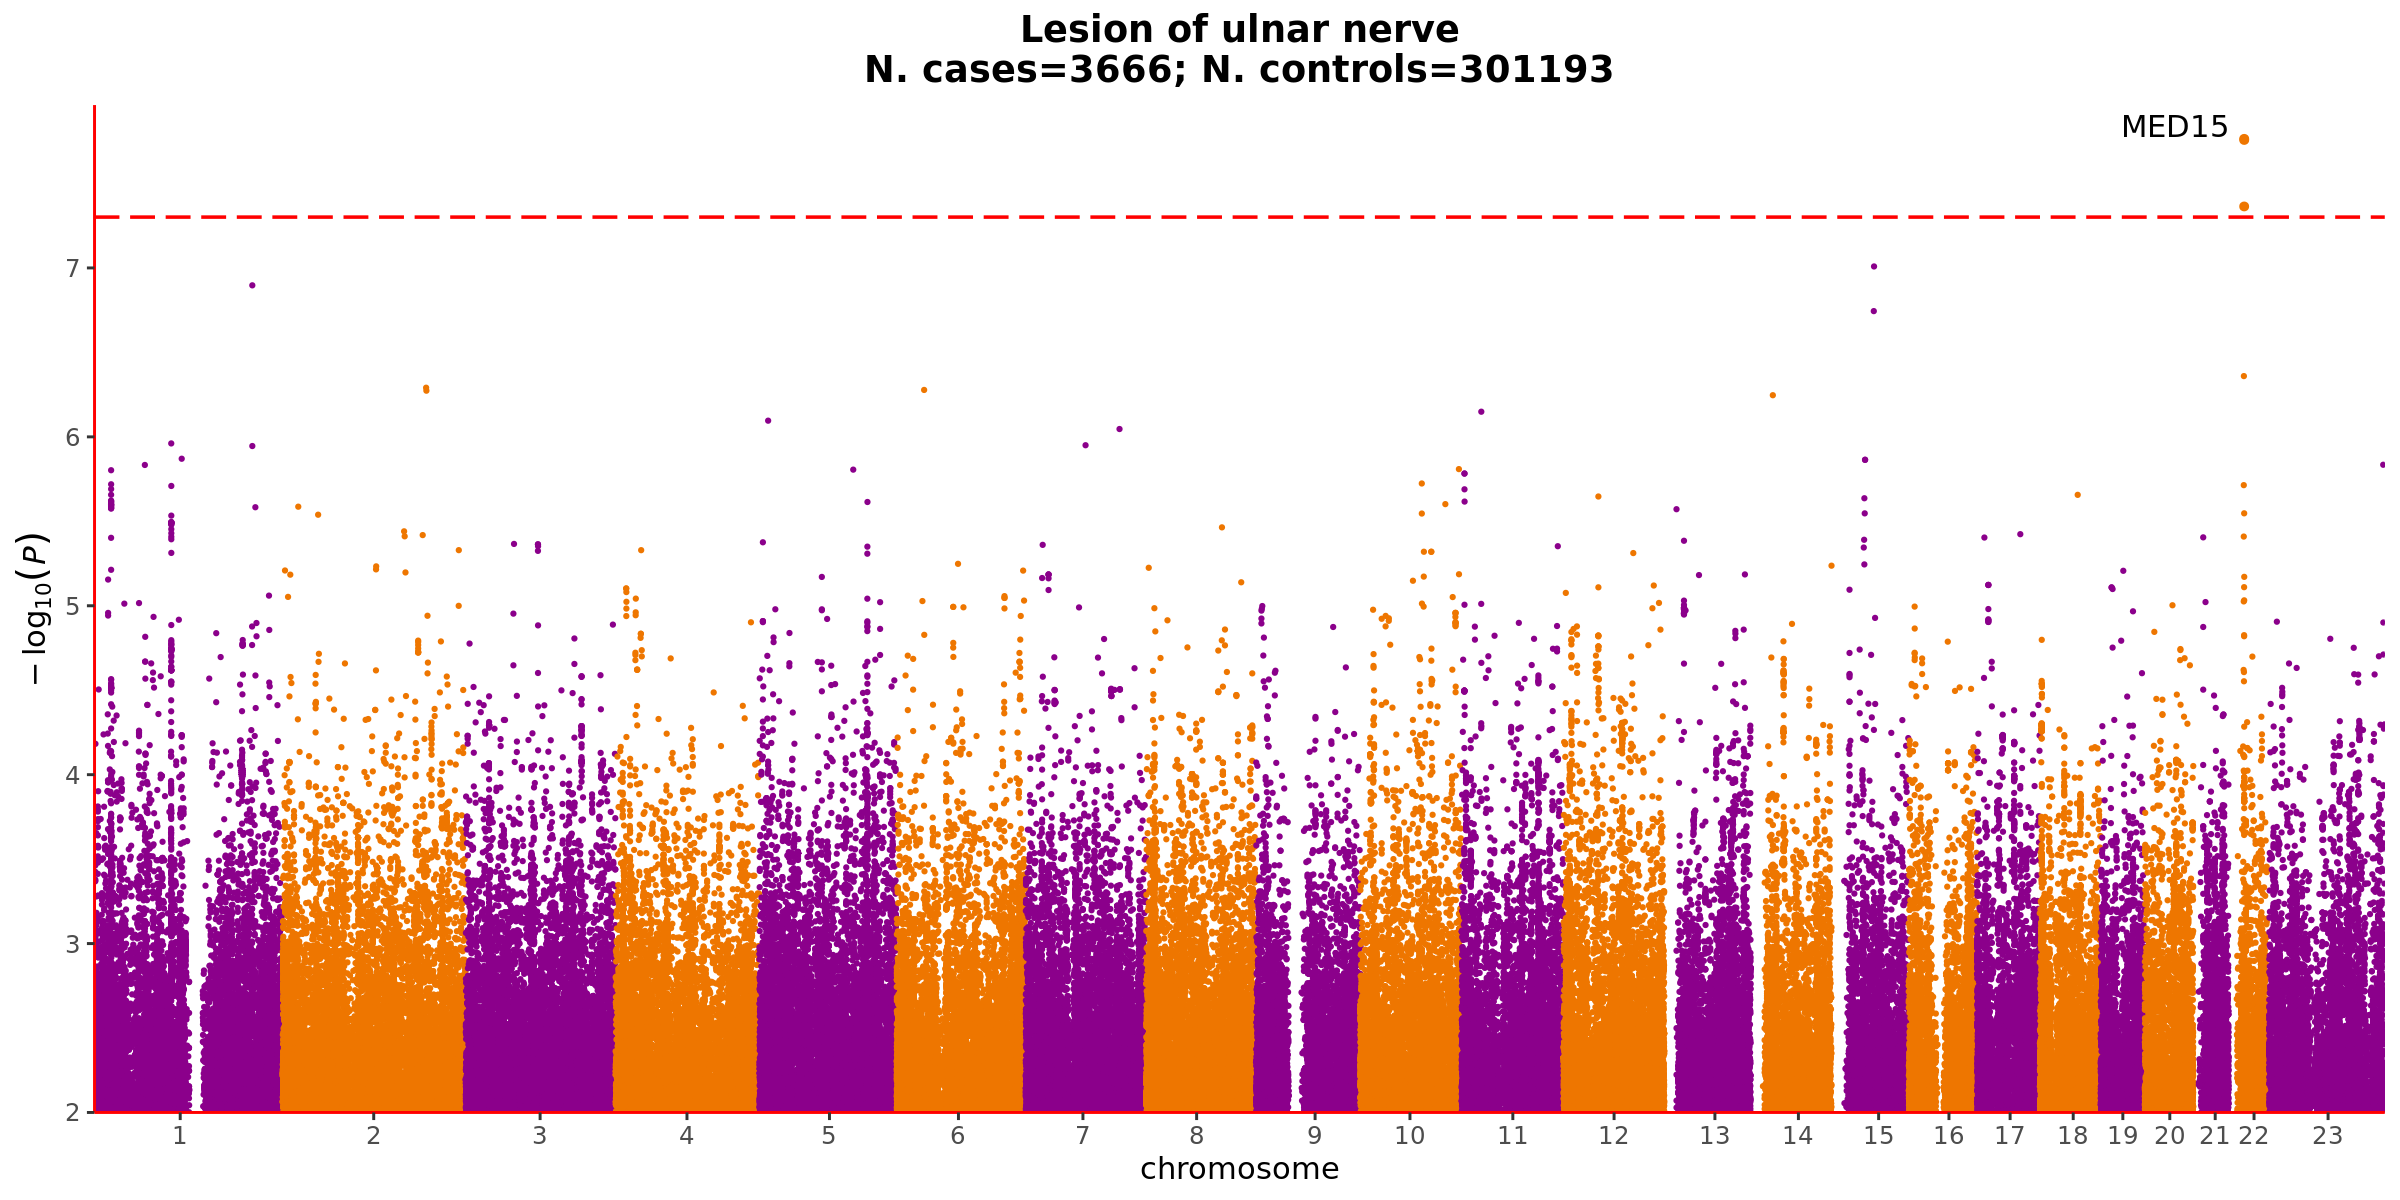 Lesion of ulnar nerve
N. cases=3666; N. controls=301193
MED15
7
6
5
4
3
2
− log10(P)
1 2 3 4 5 6 7 8 9 10 11 12 13 14 15 16 17 18 19 20 21 22 23
chromosome